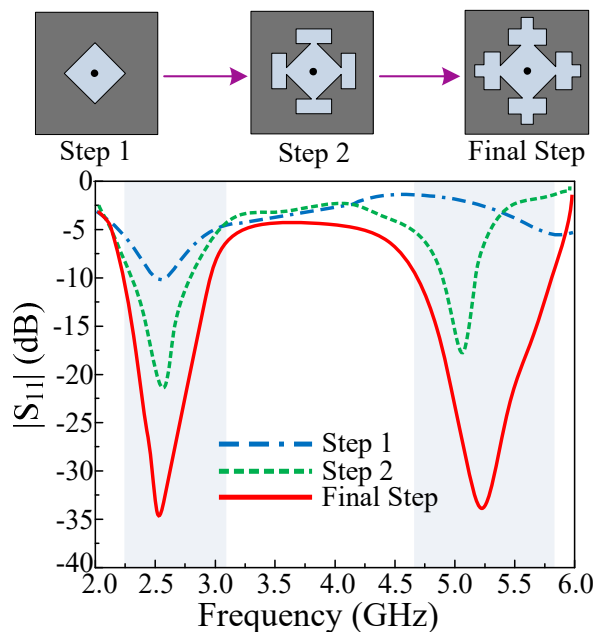 Step 1
Step 2
Final Step
0
-5
-10
-15
-20
-25
-30
-35
-40
|S11| (dB)
Step 1
Step 2
Final Step
2.0 2.5 3.0 3.5 4.0 4.5 5.0 5.5 6.0
Frequency (GHz)